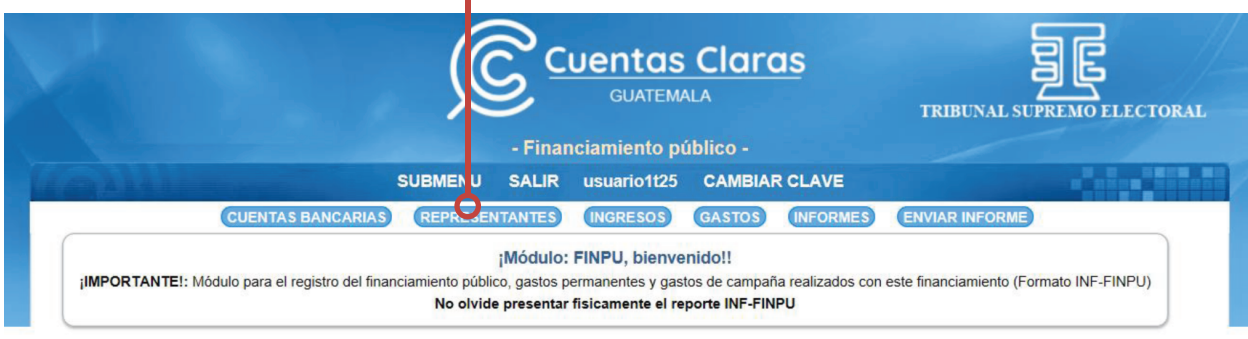 Cuentas Claras
GUATEMALA
TRIBUNAL SUPREMO ELECTORAL
- Financiamiento público -
SUBMENU SALIR usuario1t25 CAMBIAR CLAVE
CUENTAS BANCARIAS REPRESENTANTES INGRESOS GASTOS INFORMES ENVIAR INFORME
¡Módulo: FINPU, bienvenido!!
¡IMPORTANTE!: Módulo para el registro del financiamiento público, gastos permanentes y gastos de campaña realizados con este financiamiento (Formato INF-FINPU)
No olvide presentar fisicamente el reporte INF-FINPU